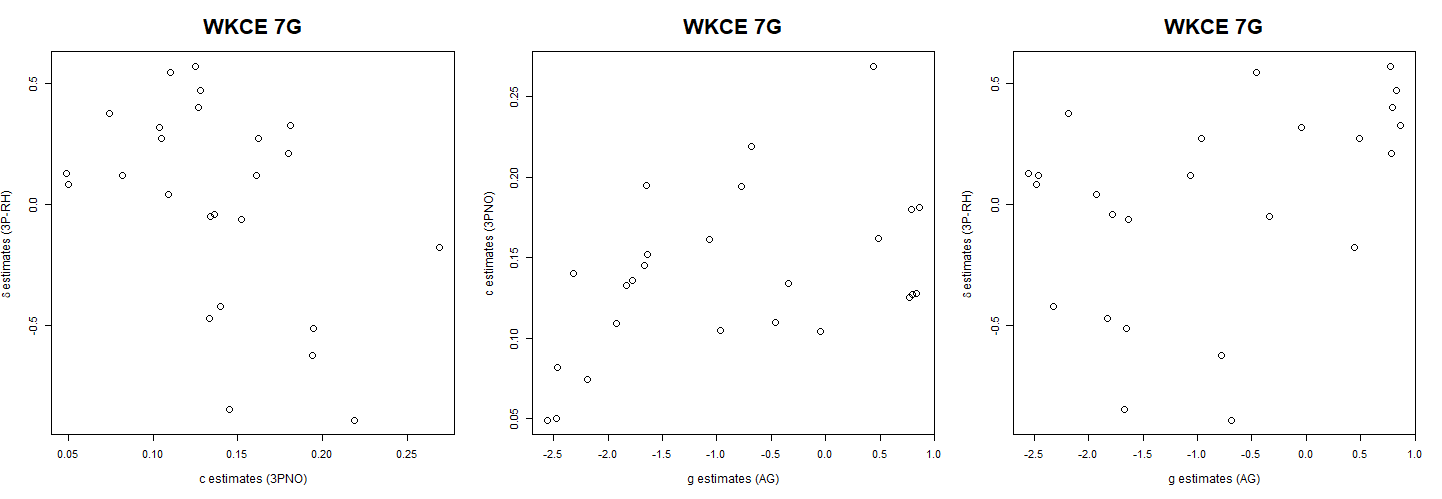 WKCE 7G
0.5
0.0
-0.5
δ estimates (3P-RH)
0.05 0.10 0.15 0.20 0.25
c estimates (3PNO)
WKCE 7G
0.25
0.20
0.15
0.10
0.05
c estimates (3PNO)
-2.5 -2.0 -1.5 -1.0 -0.5 0.0 0.5 1.0
g estimates (AG)
WKCE 7G
0.5
0.0
-0.5
δ estimates (3P-RH)
-2.5 -2.0 -1.5 -1.0 -0.5 0.0 0.5 1.0
g estimates (AG)